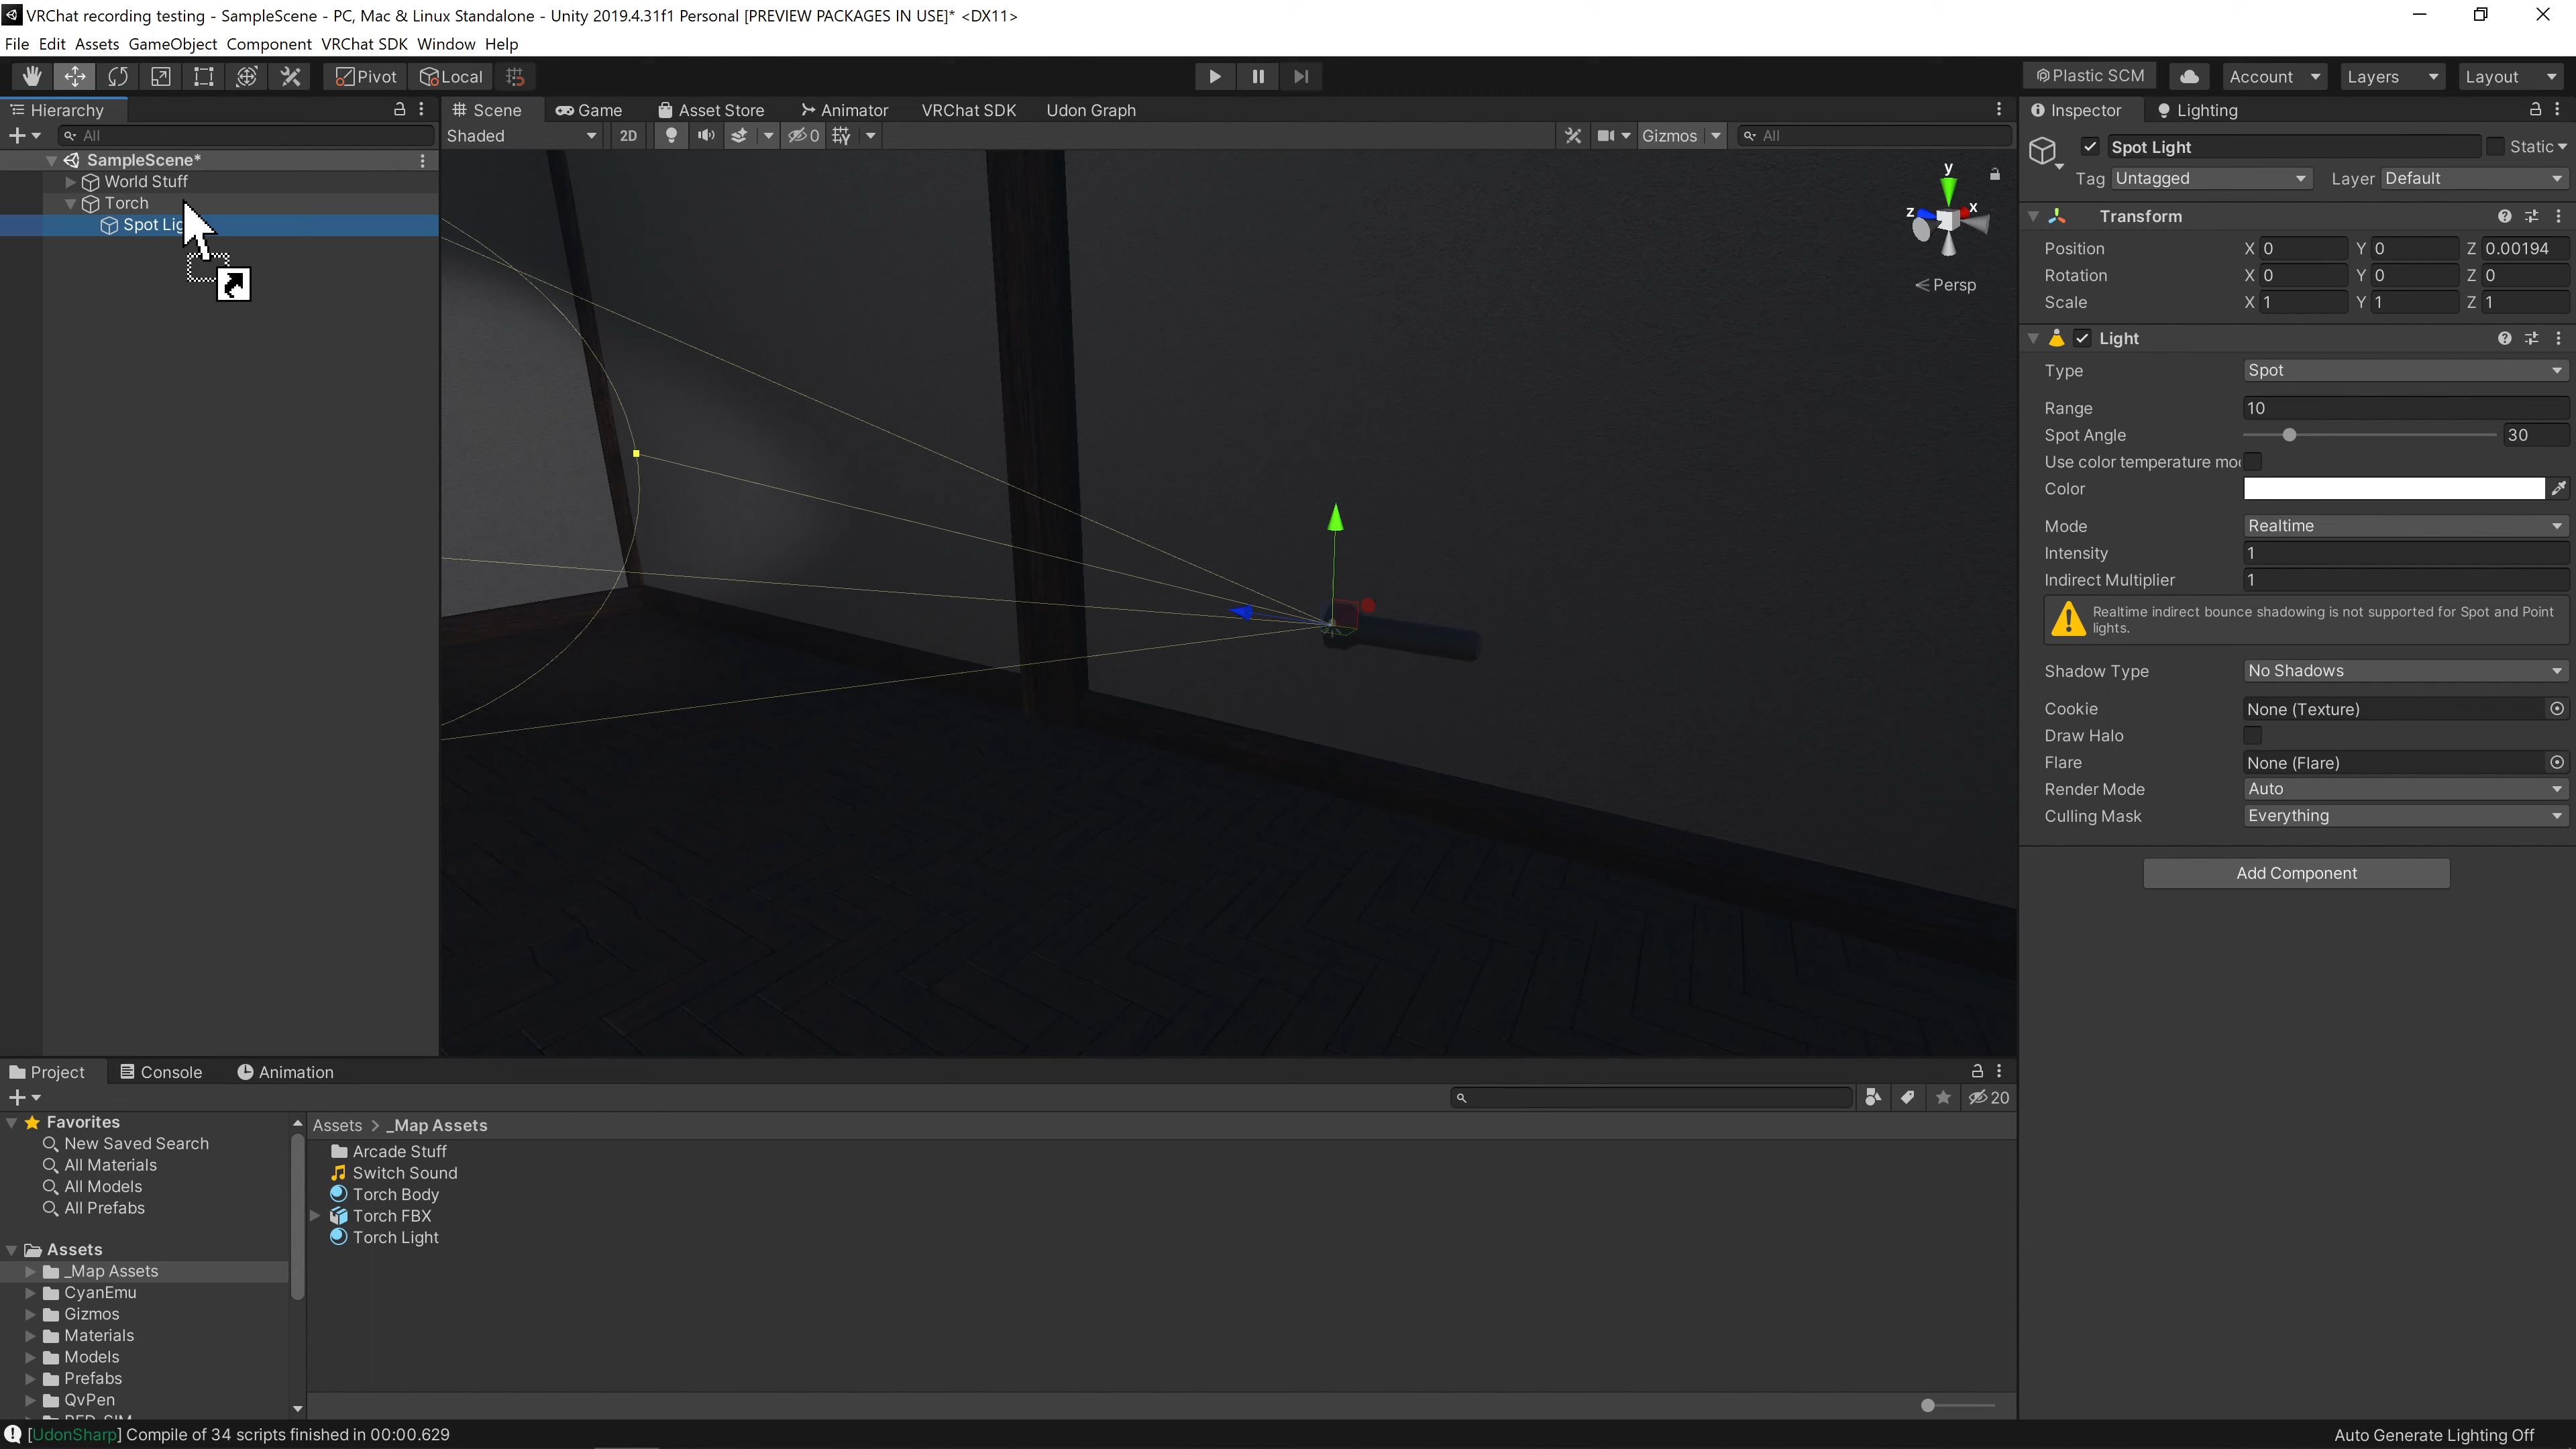 VRChat recording testing - SampleScene - PC, Mac & Linux Standalone - Unity 2019.4.31f1 Personal [PREVIEW PACKAGES IN USE]* <DX11>
File Edit Assets GameObject Component VRChat SDK Window Help
Pivot Local Plastic SCM Account Layers Layout
Hierarchy
All
SampleScene*
World Stuff
Torch
Spot Lig
Scene Game Asset Store Animator VRChat SDK Udon Graph
Shaded 2D 0 Gizmos All
y
z x
Persp
Inspector Lighting
Spot Light Static
Tag Untagged Layer Default
Transform
Position X 0 Y 0 Z 0.00194
Rotation X 0 Y 0 Z 0
Scale X 1 Y 1 Z 1
Light
Type Spot
Range 10
Spot Angle 30
Use color temperature mo
Color
Mode Realtime
Intensity 1
Indirect Multiplier 1
Realtime indirect bounce shadowing is not supported for Spot and Point
lights.
Shadow Type No Shadows
Cookie None (Texture)
Draw Halo
Flare None (Flare)
Render Mode Auto
Culling Mask Everything
Add Component
Project Console Animation
20
Favorites
New Saved Search
All Materials
All Models
All Prefabs
Assets
_Map Assets
CyanEmu
Gizmos
Materials
Models
Prefabs
QvPen
Assets > _Map Assets
Arcade Stuff
Switch Sound
Torch Body
Torch FBX
Torch Light
[UdonSharp] Compile of 34 scripts finished in 00:00.629
Auto Generate Lighting Off